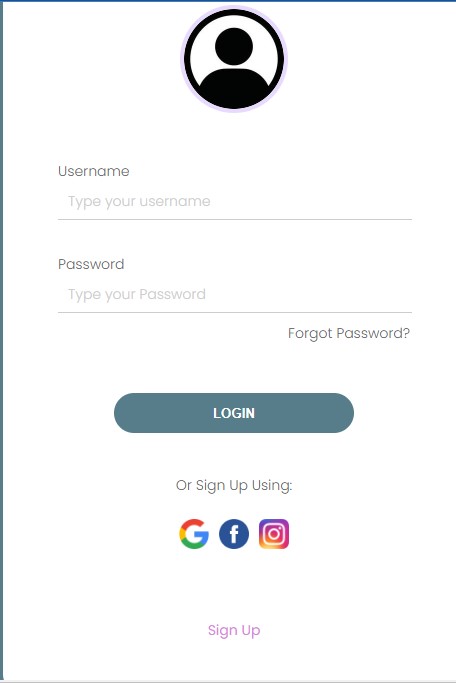 Username
Type your username
Password
Type your Password
Forgot Password?
LOGIN
Or Sign Up Using:
Sign Up